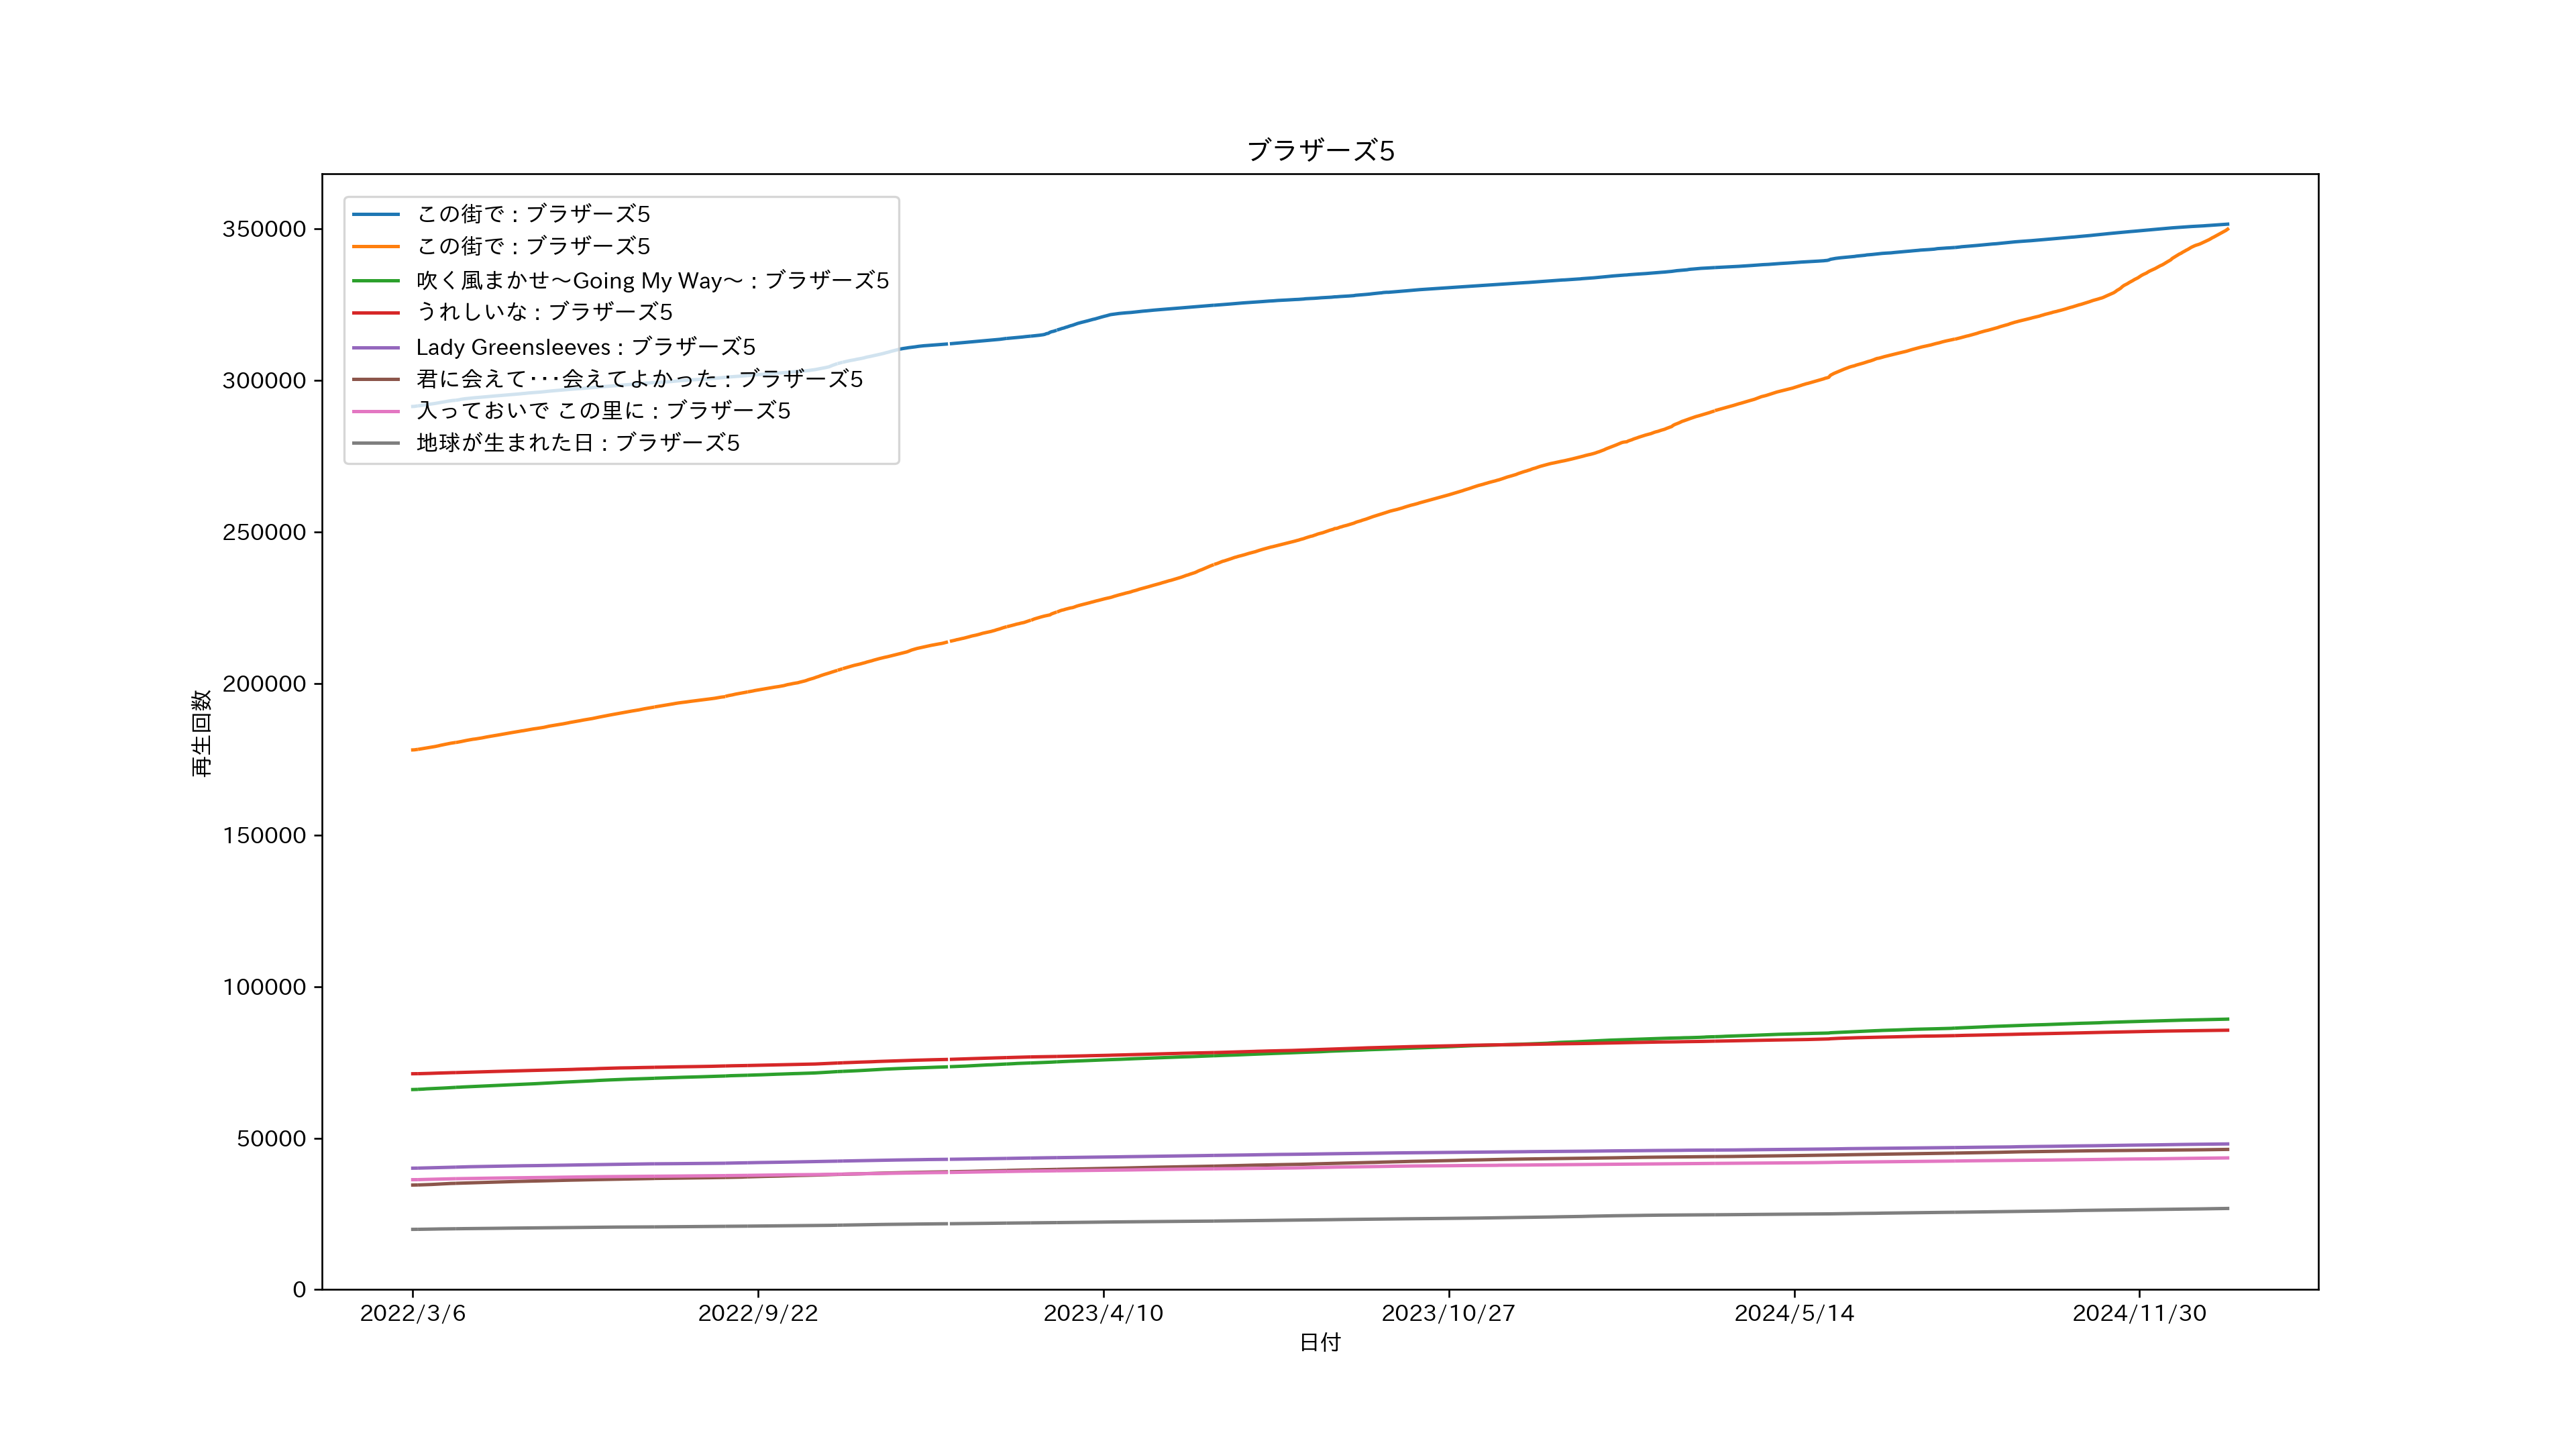 ブラザーズ5
この街で : ブラザーズ5
この街で : ブラザーズ5
吹く風まかせ～Going My Way～ : ブラザーズ5
うれしいな : ブラザーズ5
Lady Greensleeves : ブラザーズ5
君に会えて･･･会えてよかった : ブラザーズ5
入っておいで この里に : ブラザーズ5
地球が生まれた日 : ブラザーズ5
350000
300000
250000
200000
150000
100000
50000
0
再生回数
2022/3/6
2022/9/22
2023/4/10
2023/10/27
2024/5/14
2024/11/30
日付